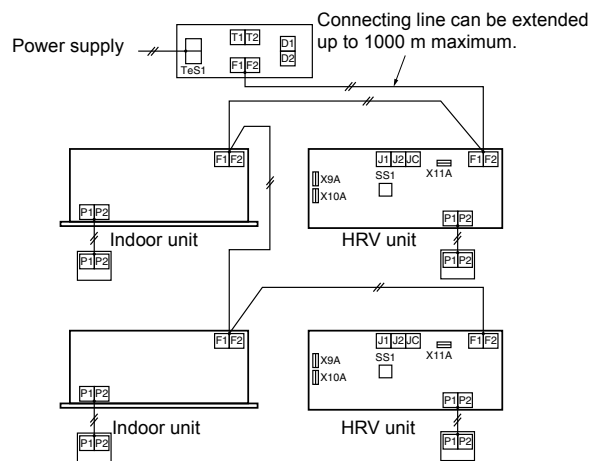 Connecting line can be extended
up to 1000 m maximum.
Power supply
TeS1
T1 T2
F1 F2
D1
D2
F1 F2
P1 P2
Indoor unit
P1 P2
J1 J2 JC
SS1
X11A
F1 F2
X9A
X10A
P1 P2
HRV unit
P1 P2
F1 F2
P1 P2
Indoor unit
P1 P2
J1 J2 JC
SS1
X11A
F1 F2
X9A
X10A
P1 P2
HRV unit
P1 P2